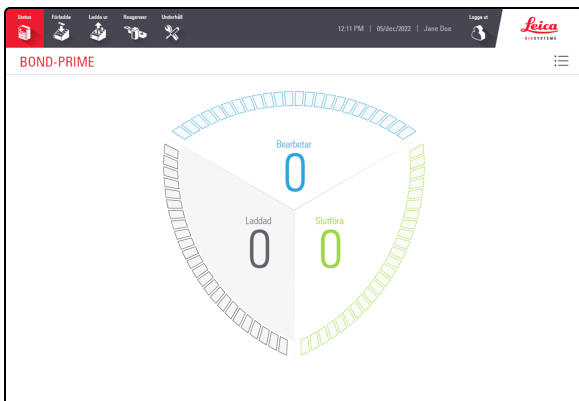 Status Förladda Ladda ur Reagenser Underhåll
12:11 PM | 05/dec/2022 | Jane Doe
Logga ut
Leica
BIOSYSTEMS
BOND-PRIME
Bearbetar
0
Laddad
0
Slutföra
0